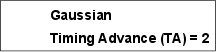 Gaussian
Timing Advance (TA) = 2